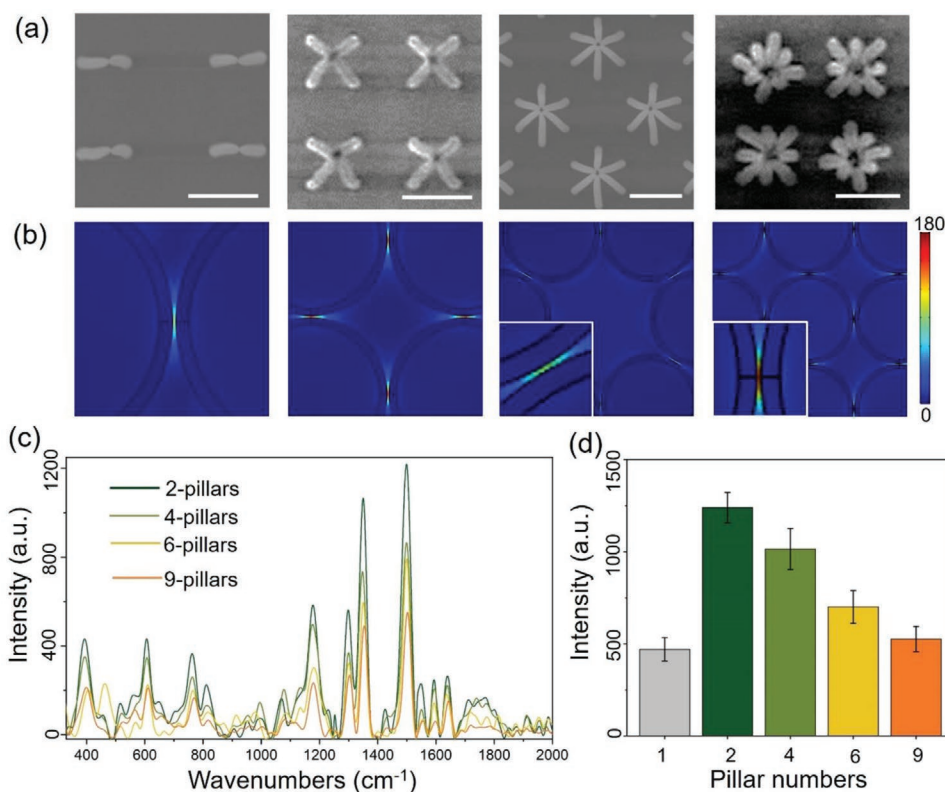 (a)
(b)
180
0
(c)
1200
800
400
0
Intensity (a.u.)
2-pillars
4-pillars
6-pillars
9-pillars
400 600 800 1000 1200 1400 1600 1800 2000
Wavenumbers (cm⁻¹)
(d)
1500
1000
500
0
Intensity (a.u.)
1 2 4 6 9
Pillar numbers